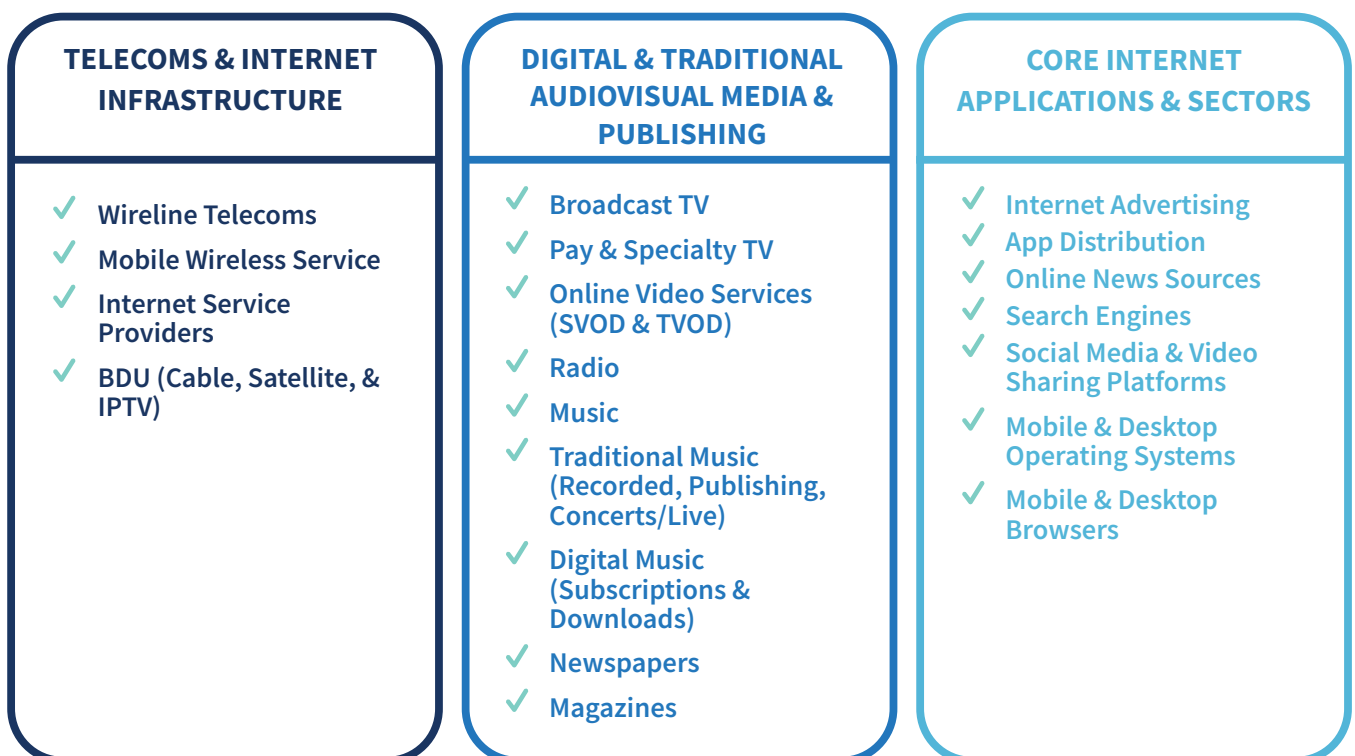 TELECOMS & INTERNET
INFRASTRUCTURE
Wireline Telecoms
Mobile Wireless Service
Internet Service
Providers
BDU (Cable, Satellite, &
IPTV)
DIGITAL & TRADITIONAL
AUDIOVISUAL MEDIA &
PUBLISHING
Broadcast TV
Pay & Specialty TV
Online Video Services
(SVOD & TVOD)
Radio
Music
Traditional Music
(Recorded, Publishing,
Concerts/Live)
Digital Music
(Subscriptions &
Downloads)
Newspapers
Magazines
CORE INTERNET
APPLICATIONS & SECTORS
Internet Advertising
App Distribution
Online News Sources
Search Engines
Social Media & Video
Sharing Platforms
Mobile & Desktop
Operating Systems
Mobile & Desktop
Browsers